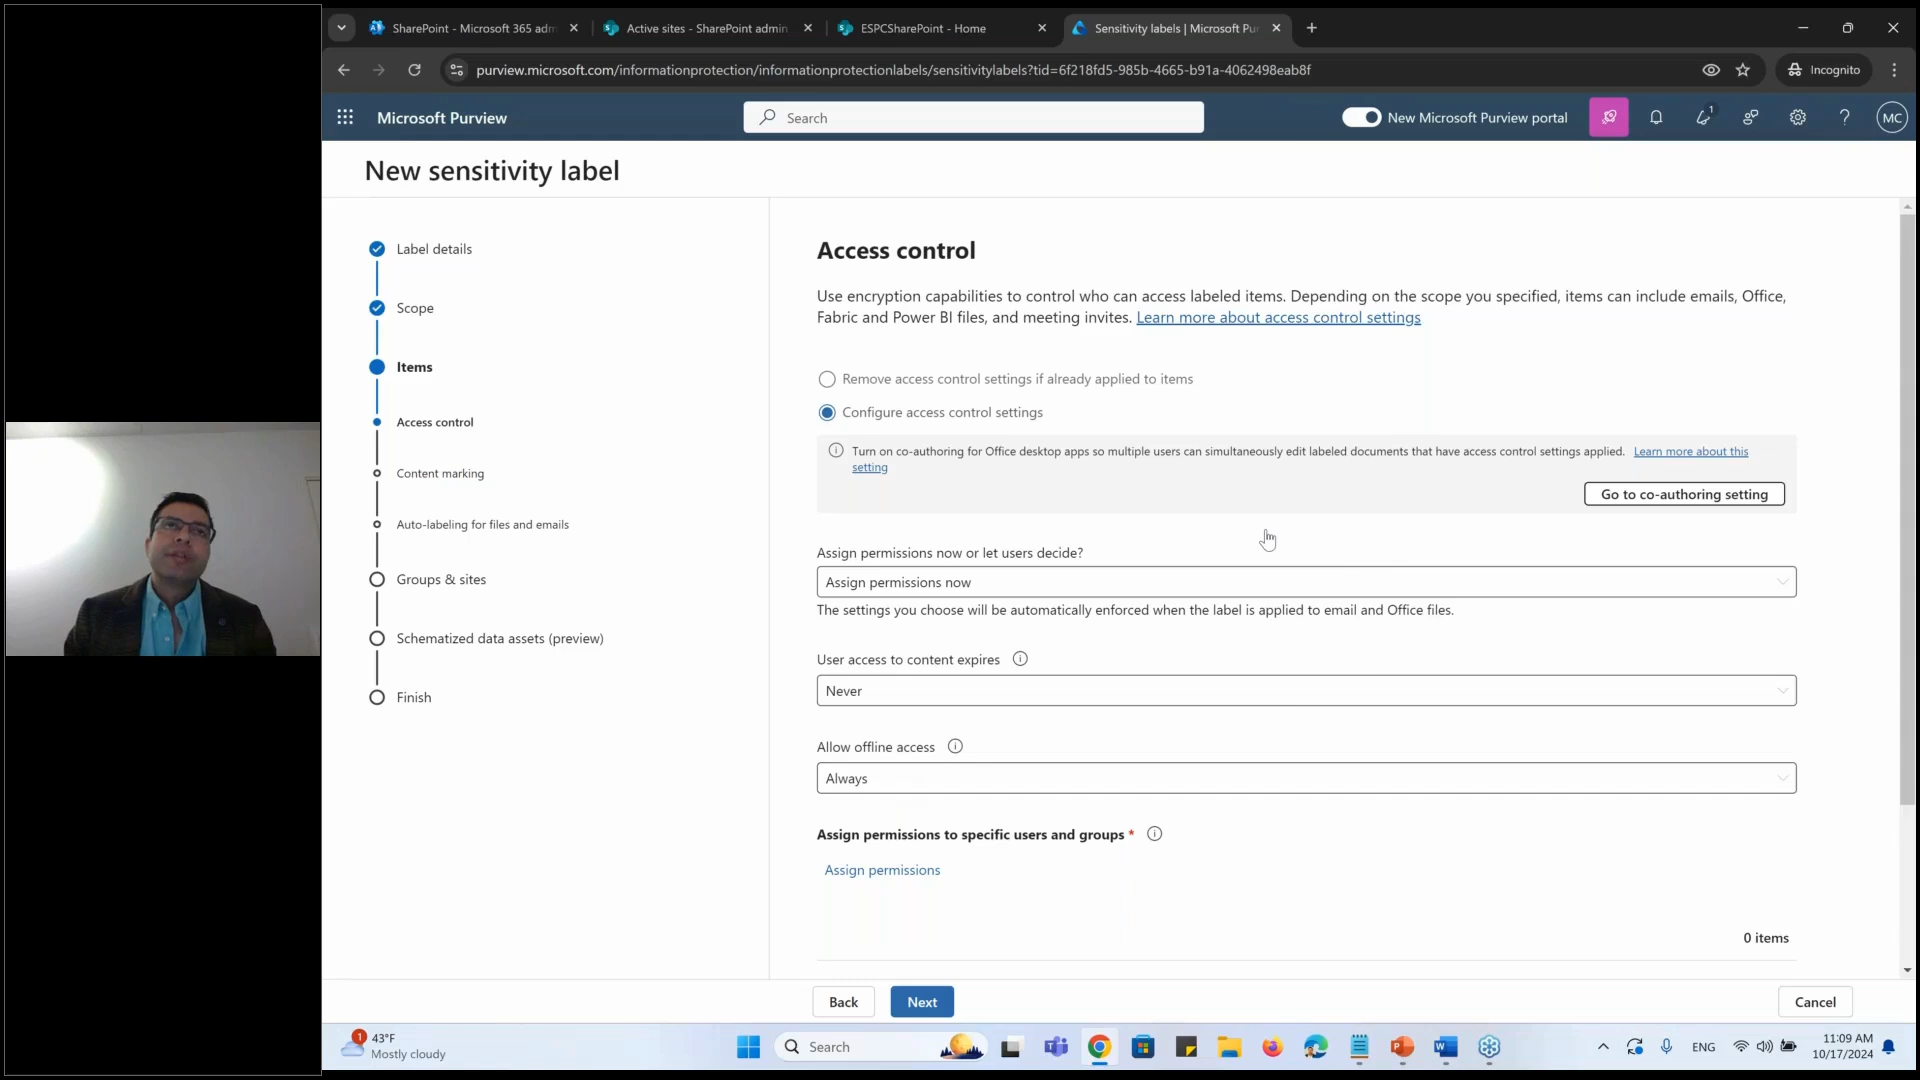 SharePoint - Microsoft 365 adm
Active sites - SharePoint admin
ESPCSharePoint - Home
Sensitivity labels | Microsoft Pur
purview.microsoft.com/informationprotection/informationprotectionlabels/sensitivitylabels?tid=6f218fd5-985b-4665-b91a-4062498eab8f
Incognito
Microsoft Purview
Search
New Microsoft Purview portal
1
MC
New sensitivity label
Label details
Scope
Items
Access control
Content marking
Auto-labeling for files and emails
Groups & sites
Schematized data assets (preview)
Finish
Access control
Use encryption capabilities to control who can access labeled items. Depending on the scope you specified, items can include emails, Office,
Fabric and Power BI files, and meeting invites. Learn more about access control settings
Remove access control settings if already applied to items
Configure access control settings
Turn on co-authoring for Office desktop apps so multiple users can simultaneously edit labeled documents that have access control settings applied. Learn more about this
setting
Go to co-authoring setting
Assign permissions now or let users decide?
Assign permissions now
The settings you choose will be automatically enforced when the label is applied to email and Office files.
User access to content expires
Never
Allow offline access
Always
Assign permissions to specific users and groups *
Assign permissions
0 items
Back
Next
Cancel
1
43°F
Mostly cloudy
Search
ENG
11:09 AM
10/17/2024